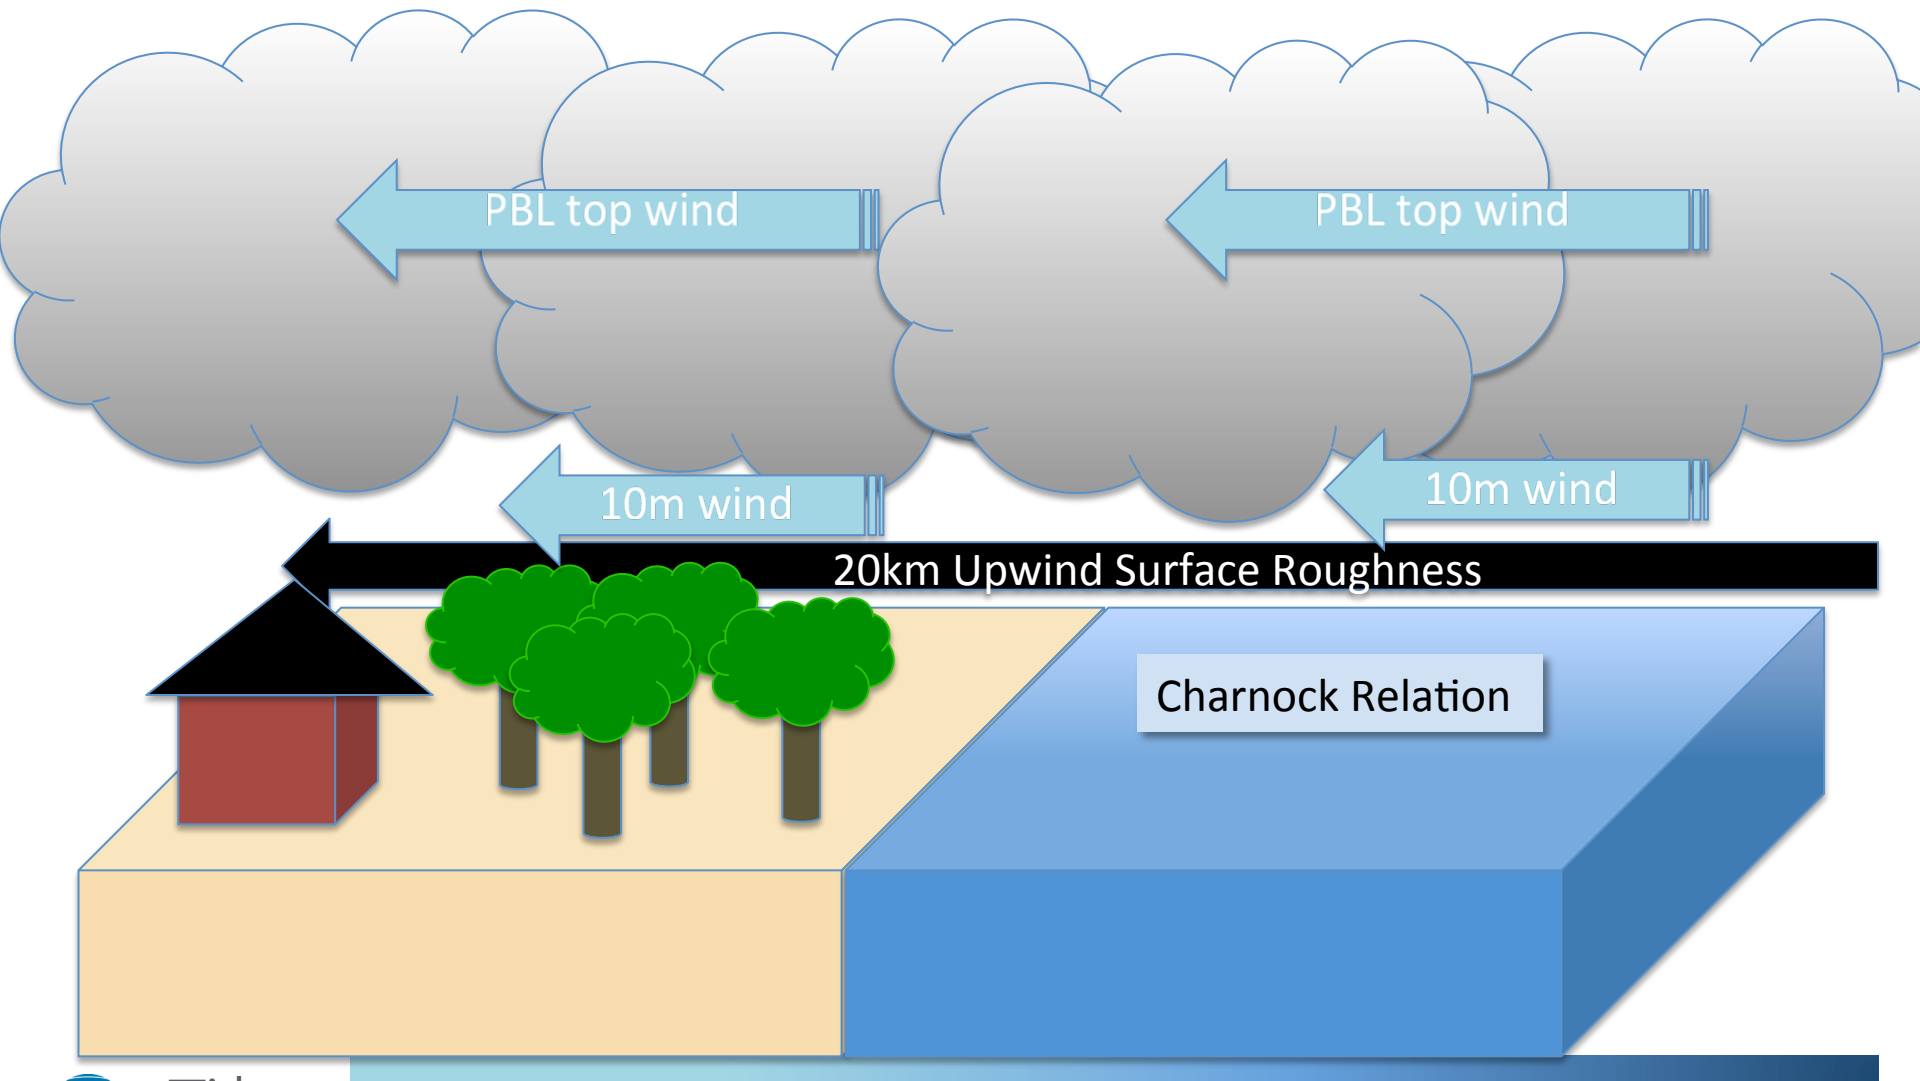 PBL top wind
PBL top wind
10m wind
10m wind
20km Upwind Surface Roughness
Charnock Relation